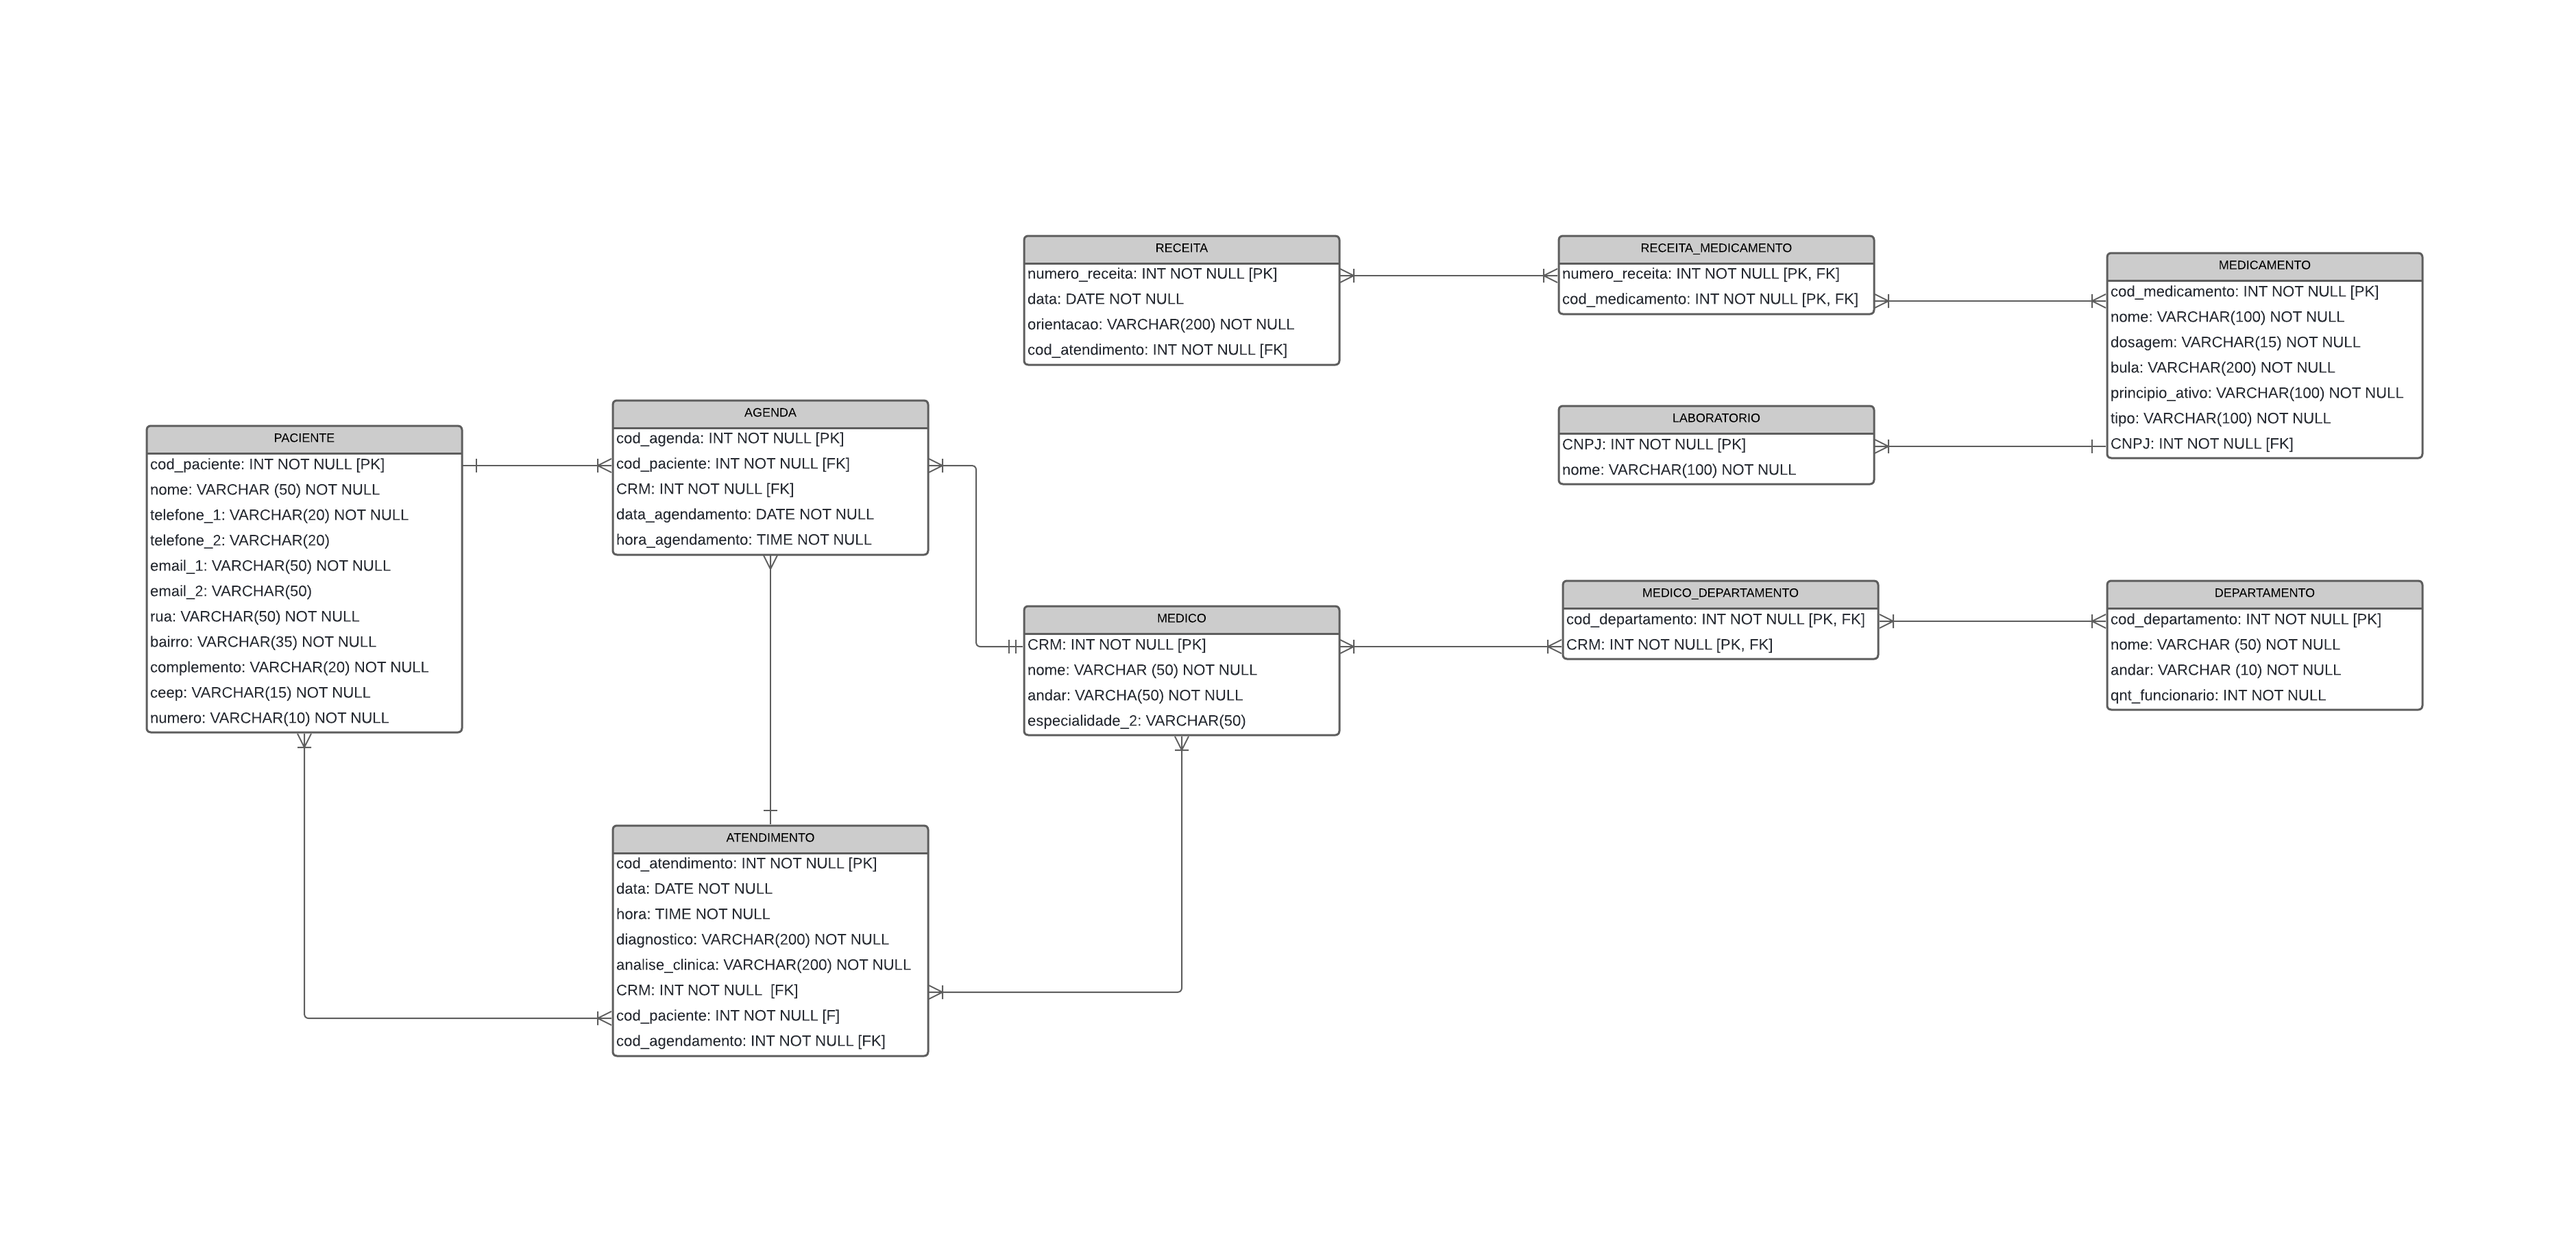 RECEITA
numero_receita: INT NOT NULL [PK]
data: DATE NOT NULL
orientacao: VARCHAR(200) NOT NULL
cod_atendimento: INT NOT NULL [FK]
RECEITA_MEDICAMENTO
numero_receita: INT NOT NULL [PK, FK]
cod_medicamento: INT NOT NULL [PK, FK]
MEDICAMENTO
cod_medicamento: INT NOT NULL [PK]
nome: VARCHAR(100) NOT NULL
dosagem: VARCHAR(15) NOT NULL
bula: VARCHAR(200) NOT NULL
principio_ativo: VARCHAR(100) NOT NULL
tipo: VARCHAR(100) NOT NULL
CNPJ: INT NOT NULL [FK]
LABORATORIO
CNPJ: INT NOT NULL [PK]
nome: VARCHAR(100) NOT NULL
PACIENTE
cod_paciente: INT NOT NULL [PK]
nome: VARCHAR (50) NOT NULL
telefone_1: VARCHAR(20) NOT NULL
telefone_2: VARCHAR(20)
email_1: VARCHAR(50) NOT NULL
email_2: VARCHAR(50)
rua: VARCHAR(50) NOT NULL
bairro: VARCHAR(35) NOT NULL
complemento: VARCHAR(20) NOT NULL
ceep: VARCHAR(15) NOT NULL
numero: VARCHAR(10) NOT NULL
AGENDA
cod_agenda: INT NOT NULL [PK]
cod_paciente: INT NOT NULL [FK]
CRM: INT NOT NULL [FK]
data_agendamento: DATE NOT NULL
hora_agendamento: TIME NOT NULL
MEDICO
CRM: INT NOT NULL [PK]
nome: VARCHAR (50) NOT NULL
andar: VARCHA(50) NOT NULL
especialidade_2: VARCHAR(50)
MEDICO_DEPARTAMENTO
cod_departamento: INT NOT NULL [PK, FK]
CRM: INT NOT NULL [PK, FK]
DEPARTAMENTO
cod_departamento: INT NOT NULL [PK]
nome: VARCHAR (50) NOT NULL
andar: VARCHAR (10) NOT NULL
qnt_funcionario: INT NOT NULL
ATENDIMENTO
cod_atendimento: INT NOT NULL [PK]
data: DATE NOT NULL
hora: TIME NOT NULL
diagnostico: VARCHAR(200) NOT NULL
analise_clinica: VARCHAR(200) NOT NULL
CRM: INT NOT NULL [FK]
cod_paciente: INT NOT NULL [F]
cod_agendamento: INT NOT NULL [FK]